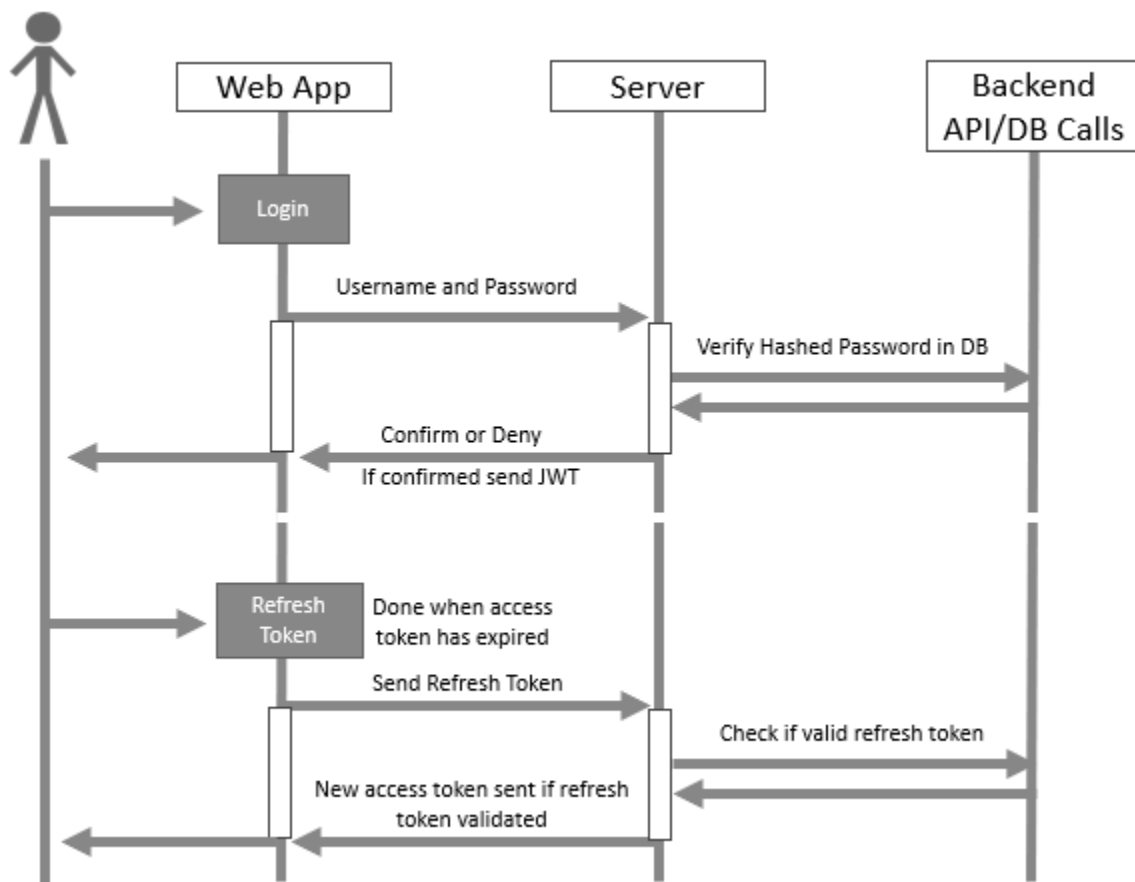 Web App
Server
Backend
API/DB Calls
Login
Username and Password
Verify Hashed Password in DB
Confirm or Deny
If confirmed send JWT
Refresh
Token
Done when access
token has expired
Send Refresh Token
Check if valid refresh token
New access token sent if refresh
token validated